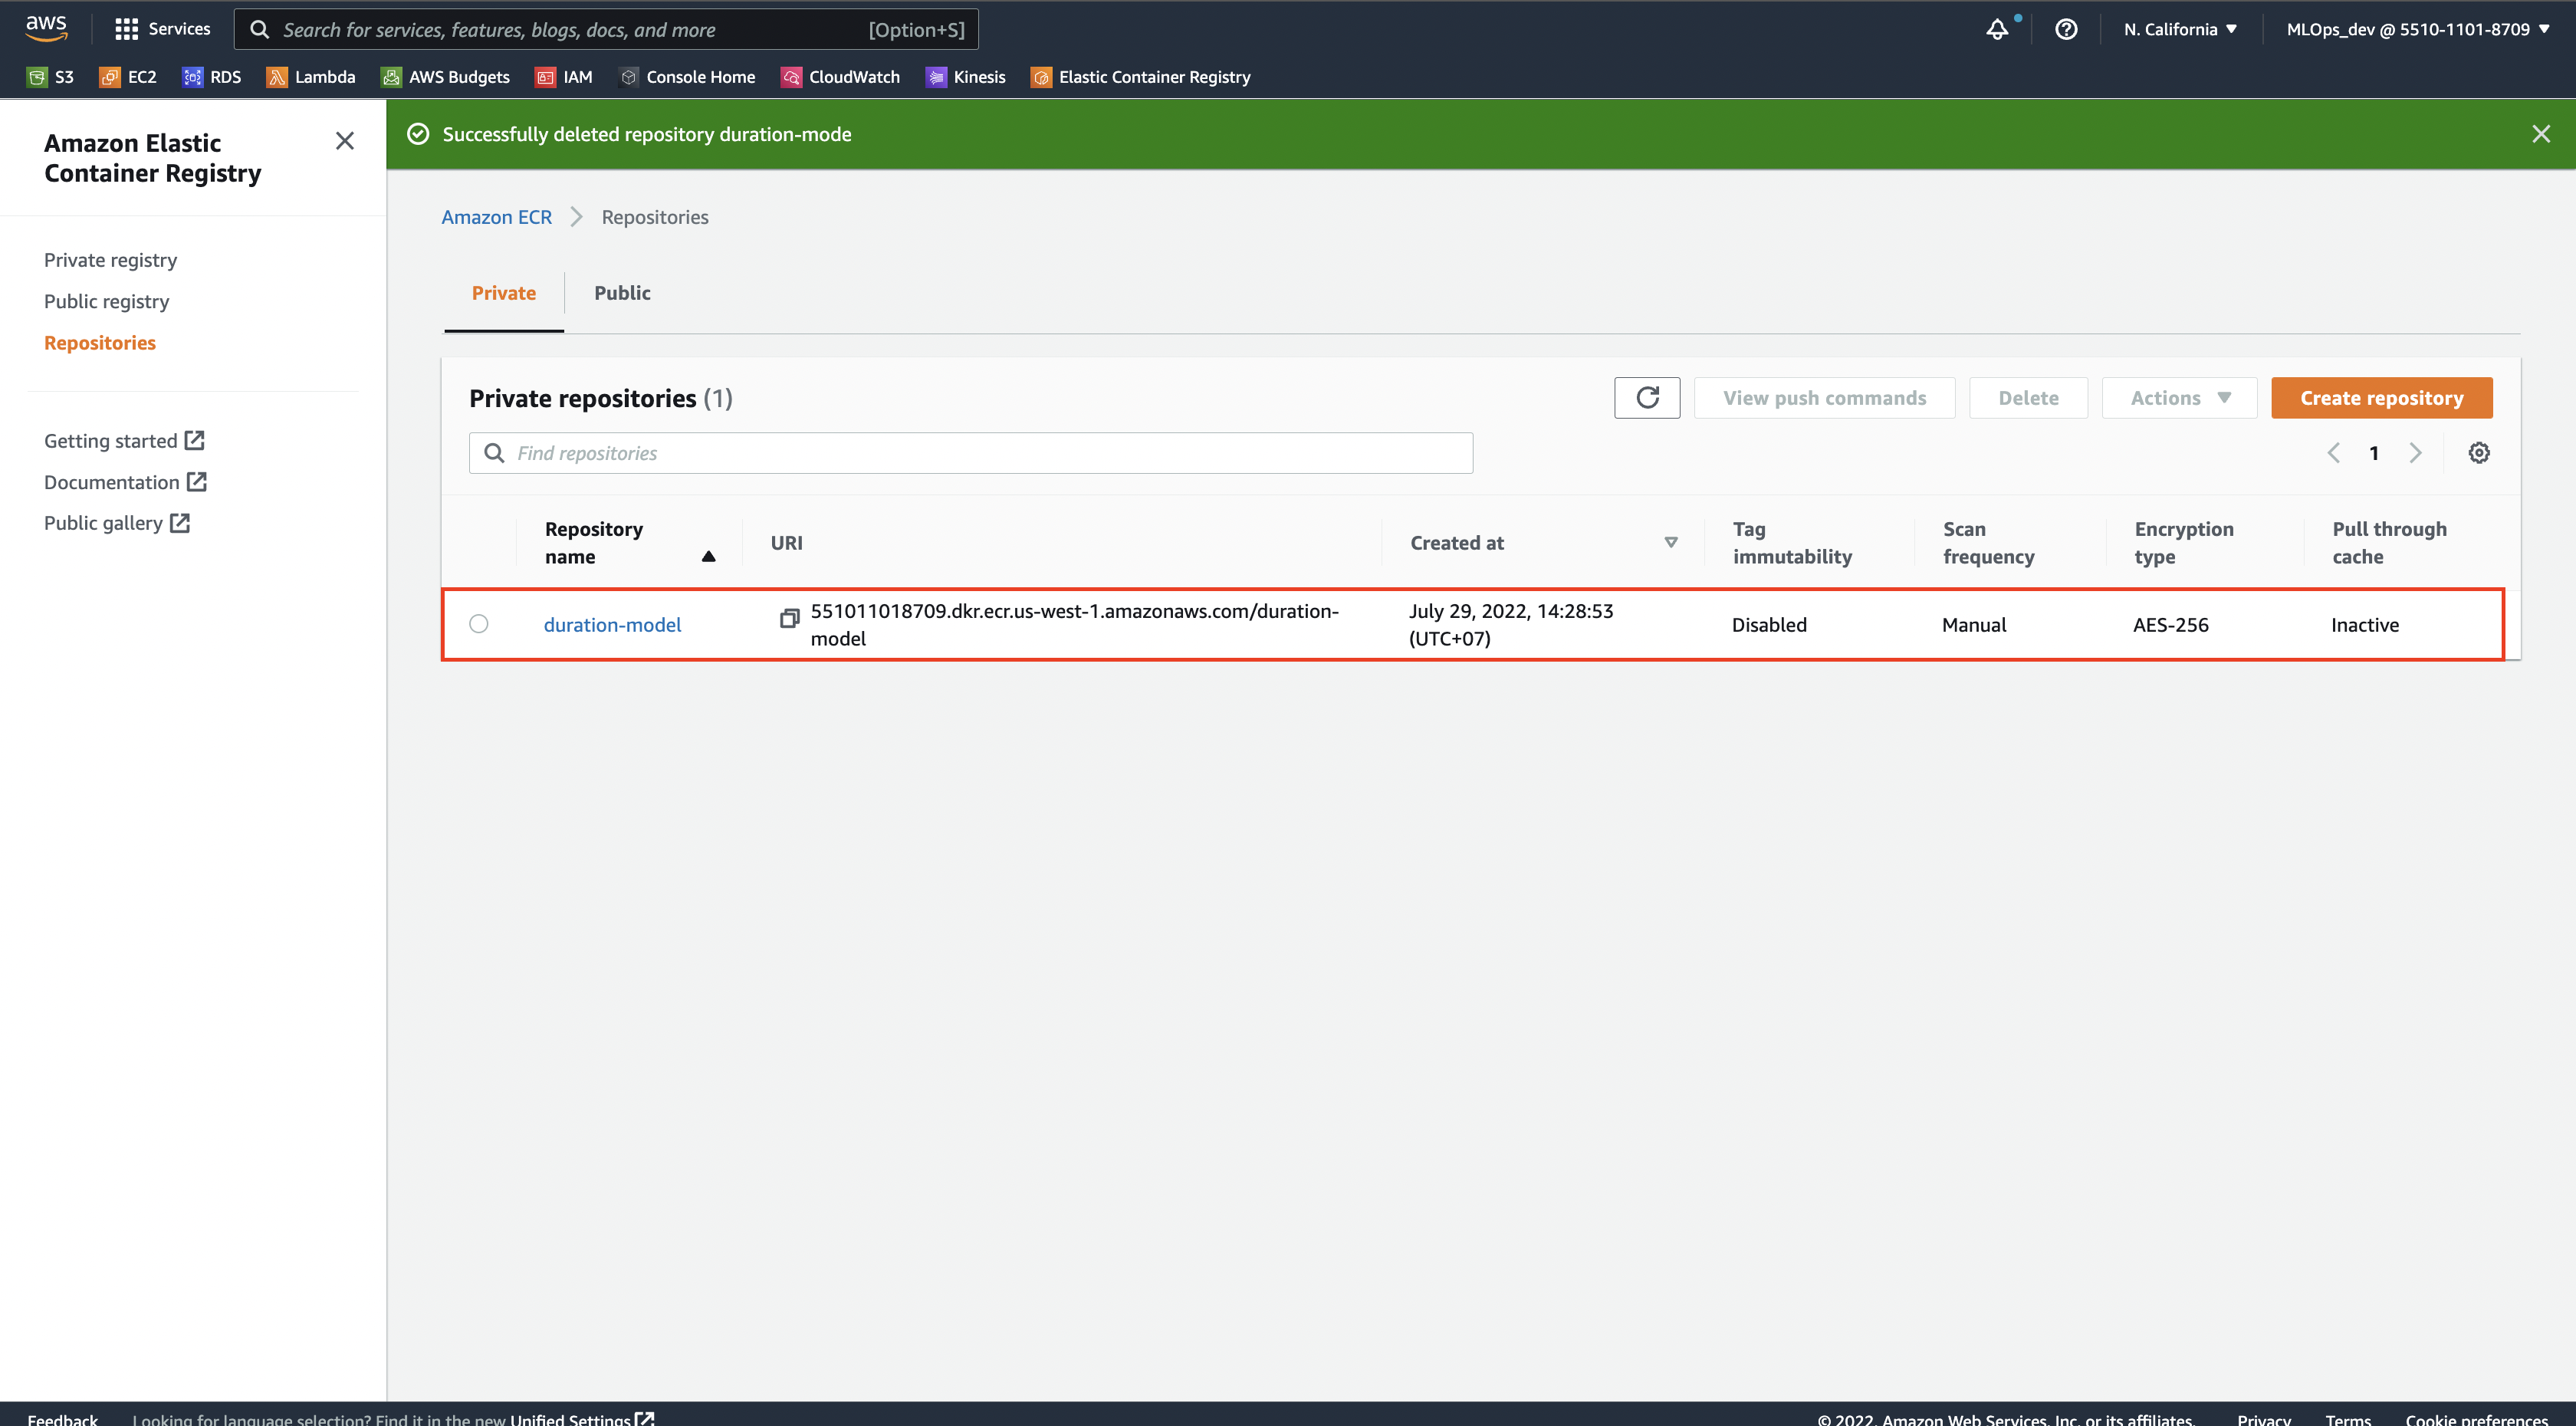 aws
Services
Search for services, features, blogs, docs, and more
[Option+S]
N. California
MLOps_dev @ 5510-1101-8709
S3
EC2
RDS
Lambda
AWS Budgets
IAM
Console Home
CloudWatch
Kinesis
Elastic Container Registry
Amazon Elastic
Container Registry
Private registry
Public registry
Repositories
Getting started
Documentation
Public gallery
Successfully deleted repository duration-mode
Amazon ECR
Repositories
Private
Public
Private repositories (1)
View push commands
Delete
Actions
Create repository
Find repositories
1
Repository
name
URI
Created at
Tag
immutability
Scan
frequency
Encryption
type
Pull through
cache
duration-model
551011018709.dkr.ecr.us-west-1.amazonaws.com/duration-
model
July 29, 2022, 14:28:53
(UTC+07)
Disabled
Manual
AES-256
Inactive
Feedback
Looking for language selection? Find it in the new Unified Settings
© 2022, Amazon Web Services, Inc. or its affiliates.
Privacy
Terms
Cookie preferences